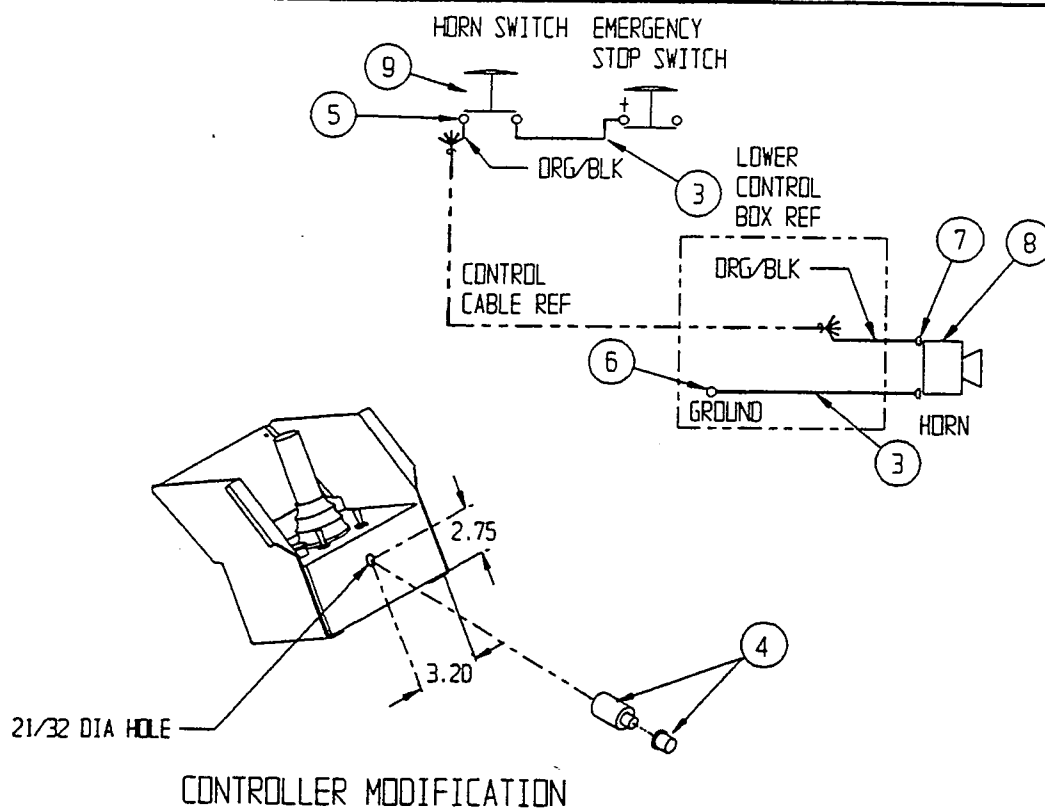 HORN SWITCH
EMERGENCY
STOP SWITCH
9
5
+
ORG/BLK
3
LOWER
CONTROL
BOX REF
7
8
ORG/BLK
CONTROL
CABLE REF
6
GROUND
HORN
3
2.75
3.20
4
21/32 DIA HOLE
CONTROLLER MODIFICATION